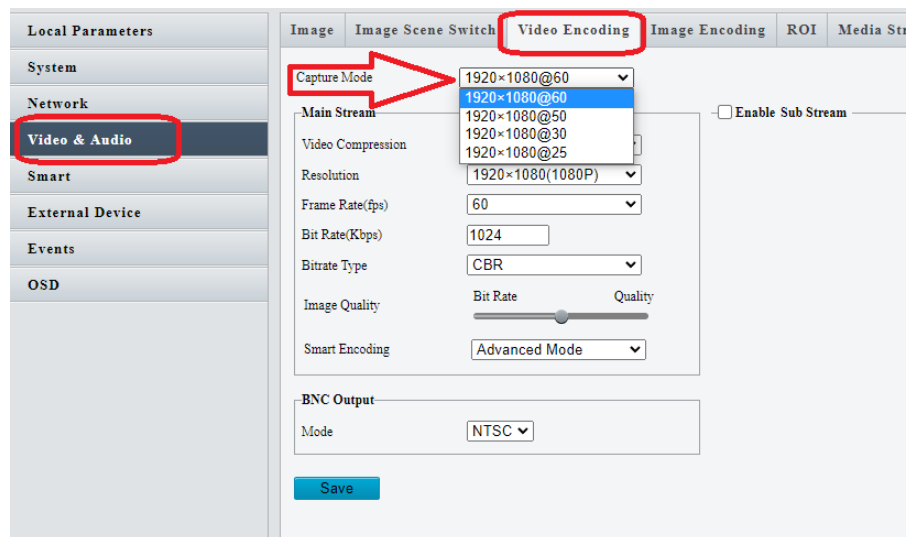 Local Parameters
System
Network
Video & Audio
Smart
External Device
Events
OSD
Image Image Scene Switch Video Encoding Image Encoding ROI Media Str
Capture Mode 1920×1080@60
1920×1080@60
1920×1080@50
1920×1080@30
1920×1080@25
Main Stream
Video Compression
Resolution 1920×1080(1080P)
Frame Rate(fps) 60
Bit Rate(Kbps) 1024
Bitrate Type CBR
Image Quality Bit Rate Quality
Smart Encoding Advanced Mode
Enable Sub Stream
BNC Output
Mode NTSC
Save